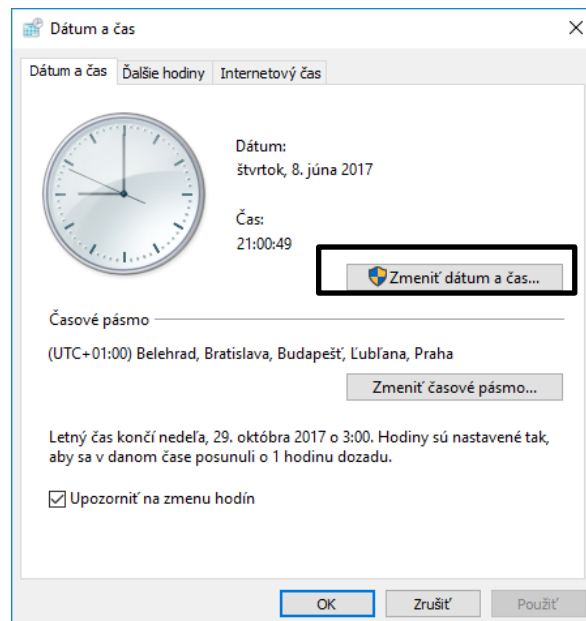 Dátum a čas
Dátum a čas Ďalšie hodiny Internetový čas
Dátum:
štvrtok, 8. júna 2017
Čas:
21:00:49
Zmeniť dátum a čas...
Časové pásmo
(UTC+01:00) Belehrad, Bratislava, Budapešť, Ľubľana, Praha
Zmeniť časové pásmo...
Letný čas končí nedeľa, 29. októbra 2017 o 3:00. Hodiny sú nastavené tak,
aby sa v danom čase posunuli o 1 hodinu dozadu.
Upozorniť na zmenu hodín
OK Zrušiť Použiť